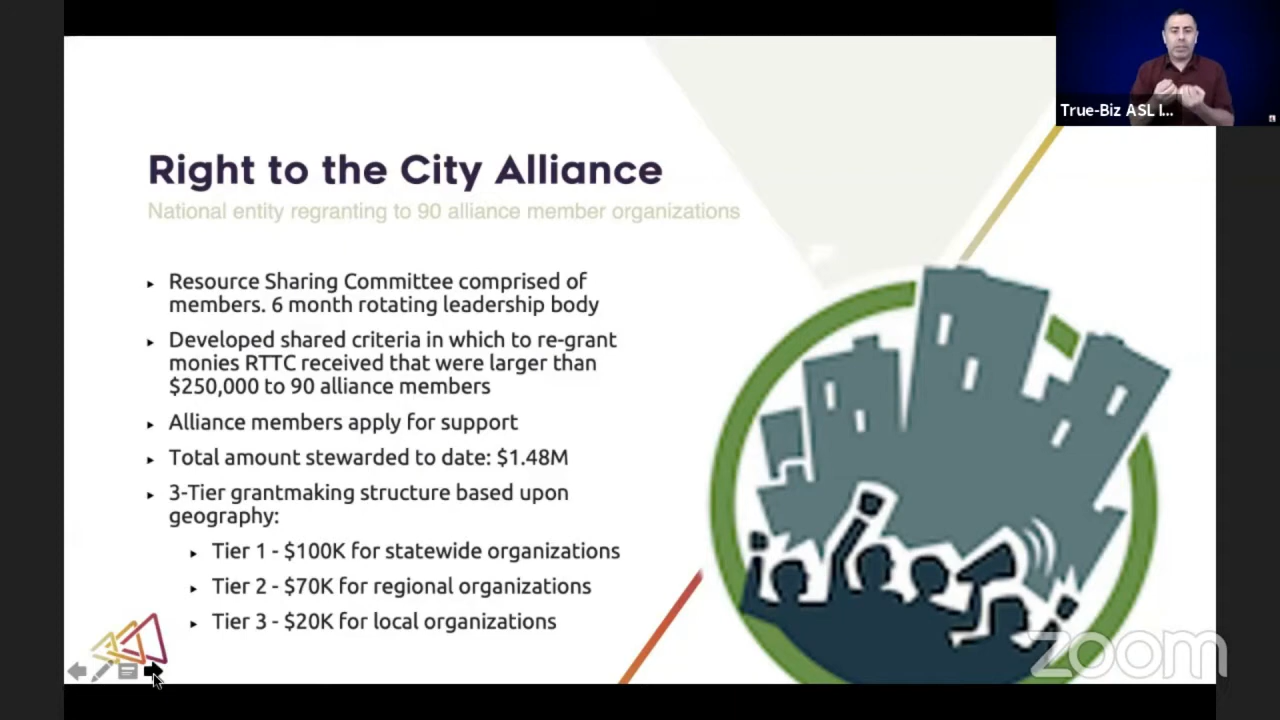 True-Biz ASL I...
Right to the City Alliance
National entity regranting to 90 alliance member organizations
Resource Sharing Committee comprised of
members. 6 month rotating leadership body
Developed shared criteria in which to re-grant
monies RTTC received that were larger than
$250,000 to 90 alliance members
Alliance members apply for support
Total amount stewarded to date: $1.48M
3-Tier grantmaking structure based upon
geography:
Tier 1 - $100K for statewide organizations
Tier 2 - $70K for regional organizations
Tier 3 - $20K for local organizations
zoom